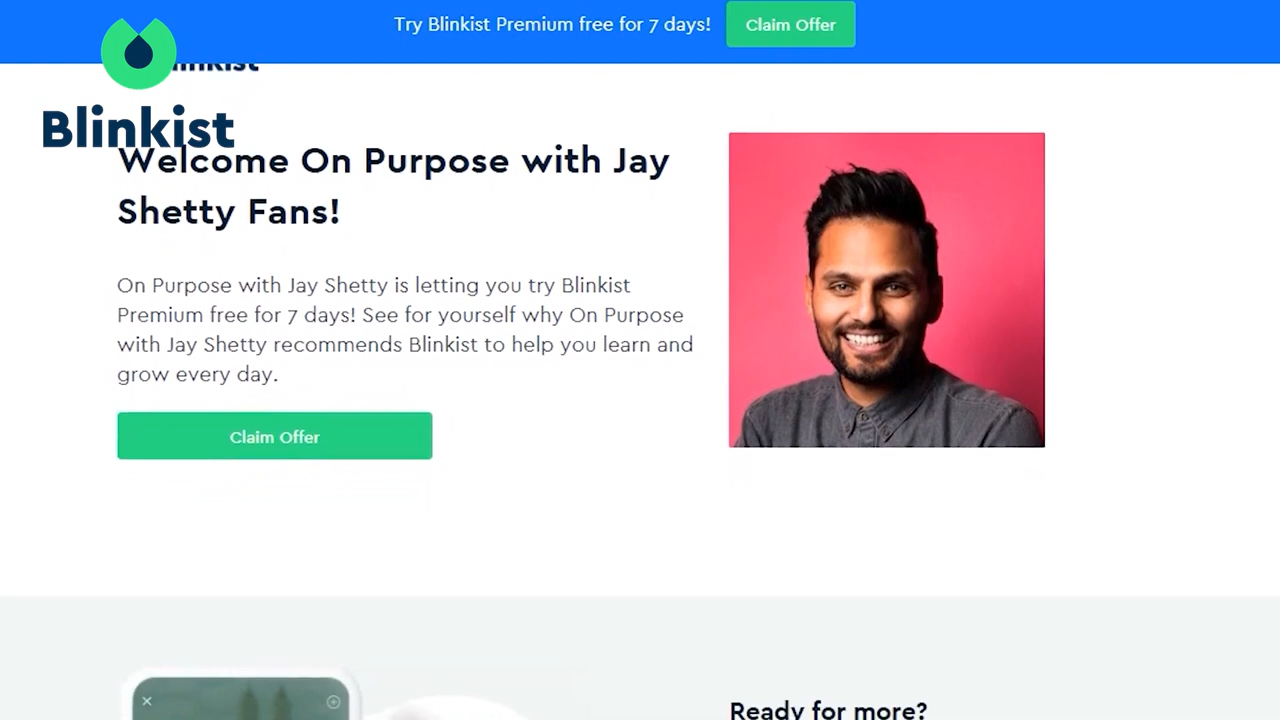 Try Blinkist Premium free for 7 days!
Claim Offer
Blinkist
Blinkist
Welcome On Purpose with Jay
Shetty Fans!
On Purpose with Jay Shetty is letting you try Blinkist
Premium free for 7 days! See for yourself why On Purpose
with Jay Shetty recommends Blinkist to help you learn and
grow every day.
Claim Offer
Ready for more?